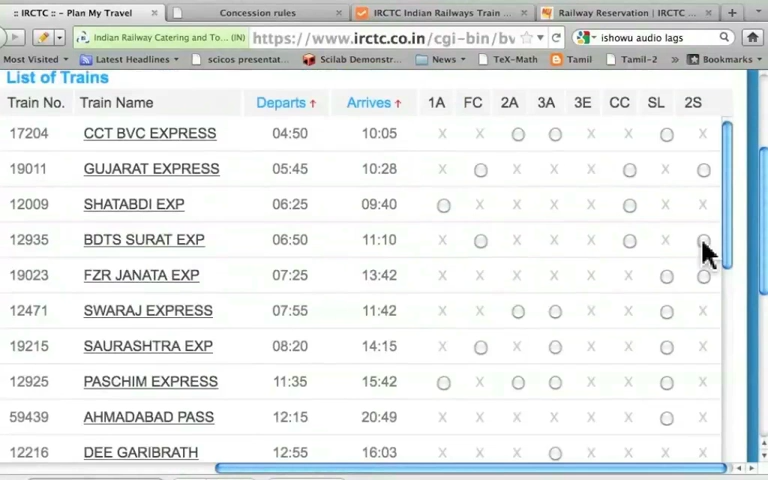 :: IRCTC :: - Plan My Travel
Concession rules
IRCTC Indian Railways Train ...
Railway Reservation | IRCTC ...
Indian Railway Catering and To... (IN)
https://www.irctc.co.in/cgi-bin/bv
ishowu audio lags
Most Visited
Latest Headlines
scicos presentat...
Scilab Demonstr...
News
TeX-Math
Tamil
Tamil-2
Bookmarks
List of Trains
Train No. Train Name Departs ↑ Arrives ↑ 1A FC 2A 3A 3E CC SL 2S
17204 CCT BVC EXPRESS 04:50 10:05 X X X X X
19011 GUJARAT EXPRESS 05:45 10:28 X X X X X
12009 SHATABDI EXP 06:25 09:40 X X X X X X
12935 BDTS SURAT EXP 06:50 11:10 X X X X X
19023 FZR JANATA EXP 07:25 13:42 X X X X X X
12471 SWARAJ EXPRESS 07:55 11:42 X X X X X
19215 SAURASHTRA EXP 08:20 14:15 X X X X X
12925 PASCHIM EXPRESS 11:35 15:42 X X X X
59439 AHMADABAD PASS 12:15 20:49 X X X X X X X
12216 DEE GARIBRATH 12:55 16:03 X X X X X X X